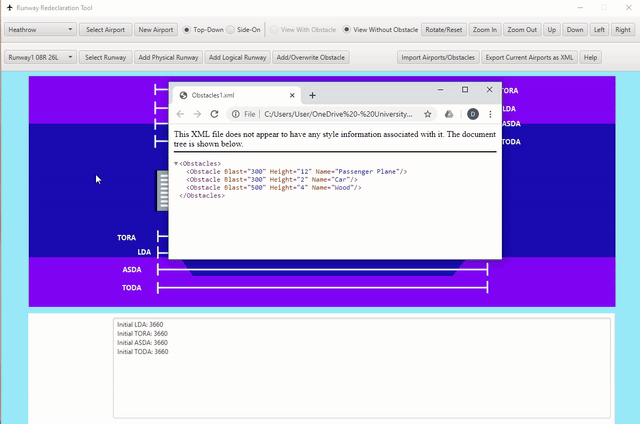 Runway Redeclaration Tool
Heathrow Select Airport New Airport Top-Down Side-On View With Obstacle View Without Obstacle Rotate/Reset Zoom In Zoom Out Up Down Left Right
Runway1 08R 26L Select Runway Add Physical Runway Add Logical Runway Add/Overwrite Obstacle Import Airports/Obstacles Export Current Airports as XML Help
TORA
LDA
ASDA
TODA
Obstacles1.xml
File C:/Users/User/OneDrive%20-%20University...
D
This XML file does not appear to have any style information associated with it. The document
tree is shown below.
▼<Obstacles>
<Obstacle Blast="300" Height="12" Name="Passenger Plane"/>
<Obstacle Blast="300" Height="2" Name="Car"/>
<Obstacle Blast="500" Height="4" Name="Wood"/>
</Obstacles>
TORA
LDA
ASDA
TODA
Initial LDA: 3660
Initial TORA: 3660
Initial ASDA: 3660
Initial TODA: 3660